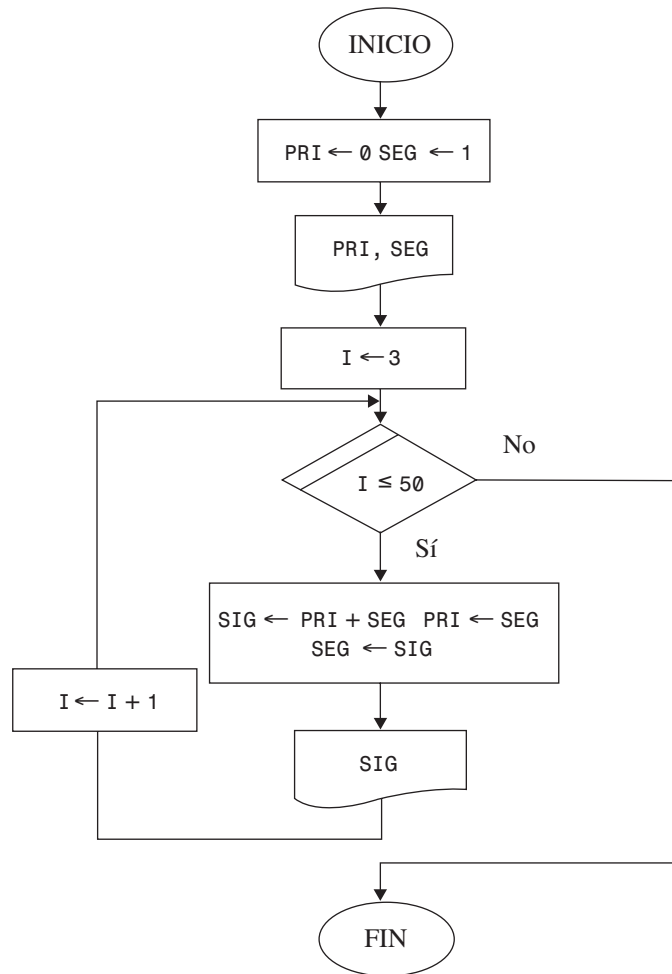 INICIO
PRI ← 0 SEG ← 1
PRI, SEG
I ← 3
No
I ≤ 50
Sí
SIG ← PRI + SEG PRI ← SEG
SEG ← SIG
I ← I + 1
SIG
FIN